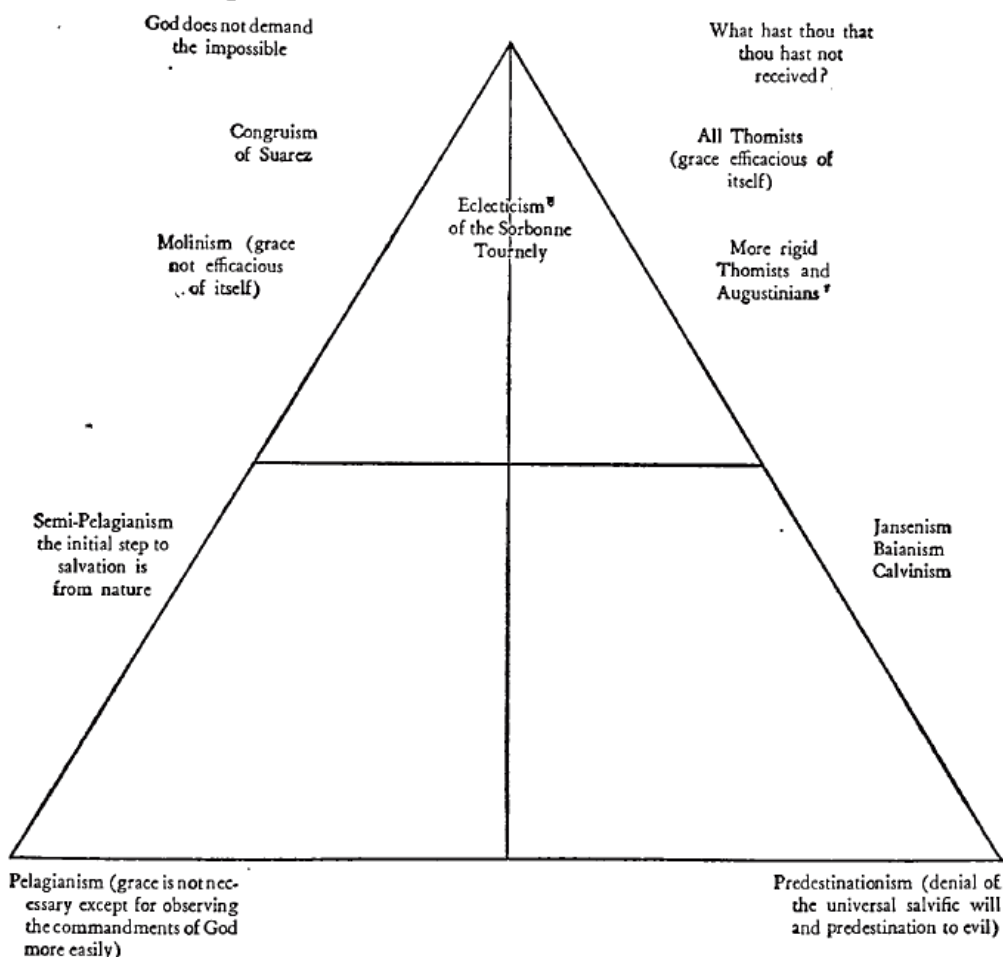 God does not demand
the impossible
What hast thou that
thou hast not
received?
Congruism
of Suarez
All Thomists
(grace efficacious of
itself)
Eclecticism⁸
of the Sorbonne
Tournely
Molinism (grace
not efficacious
of itself)
More rigid
Thomists and
Augustinians⁷
Semi-Pelagianism
the initial step to
salvation is
from nature
Jansenism
Baianism
Calvinism
Pelagianism (grace is not nec-
essary except for observing
the commandments of God
more easily)
Predestinationism (denial of
the universal salvific will
and predestination to evil)